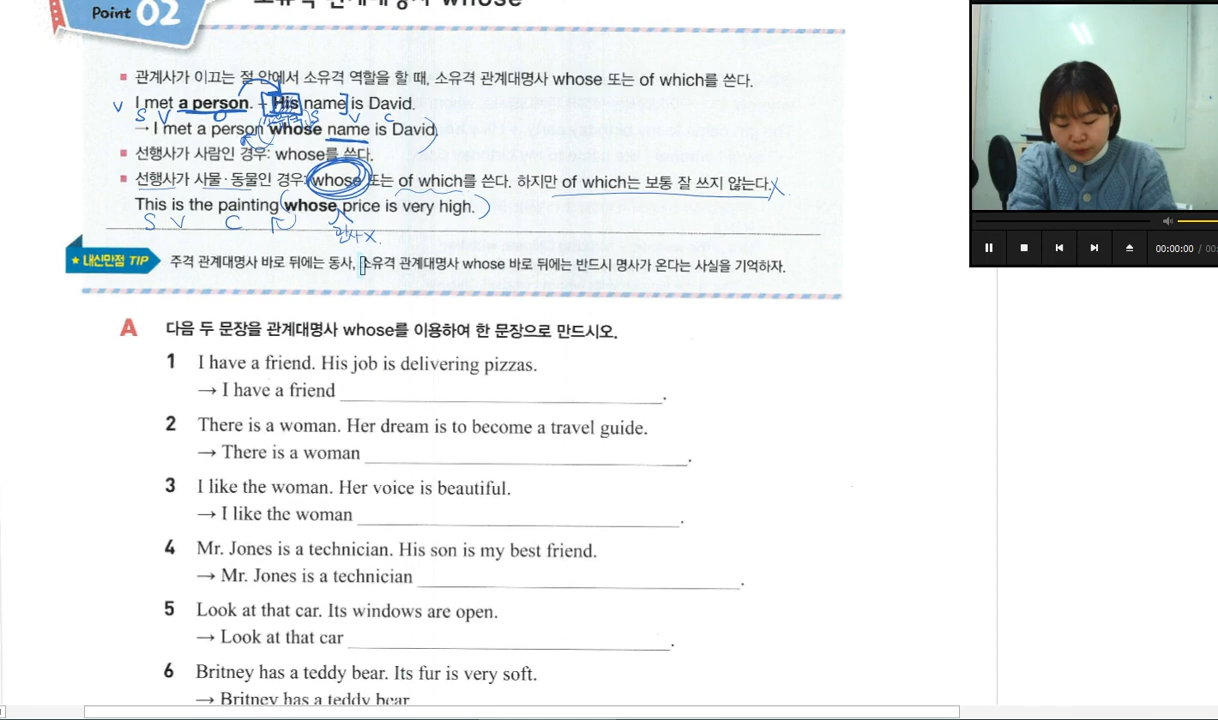 Point 02
소유격 관계대명사 whose
관계사가 이끄는 절 안에서 소유격 역할을 할 때, 소유격 관계대명사 whose 또는 of which를 쓴다.
I met a person. + His name is David.
S V O S V C
→ I met a person whose name is David.
선행사가 사람인 경우: whose를 쓴다.
선행사가 사물·동물인 경우: whose 또는 of which를 쓴다. 하지만 of which는 보통 잘 쓰지 않는다. X
This is the painting whose price is very high.
S V C 관사X.
★ 내신만점 TIP 주격 관계대명사 바로 뒤에는 동사, 소유격 관계대명사 whose 바로 뒤에는 반드시 명사가 온다는 사실을 기억하자.
A 다음 두 문장을 관계대명사 whose를 이용하여 한 문장으로 만드시오.
1 I have a friend. His job is delivering pizzas.
→ I have a friend .
2 There is a woman. Her dream is to become a travel guide.
→ There is a woman .
3 I like the woman. Her voice is beautiful.
→ I like the woman .
4 Mr. Jones is a technician. His son is my best friend.
→ Mr. Jones is a technician .
5 Look at that car. Its windows are open.
→ Look at that car .
6 Britney has a teddy bear. Its fur is very soft.
→ Britney has a teddy bear
00:00:00 / 00: